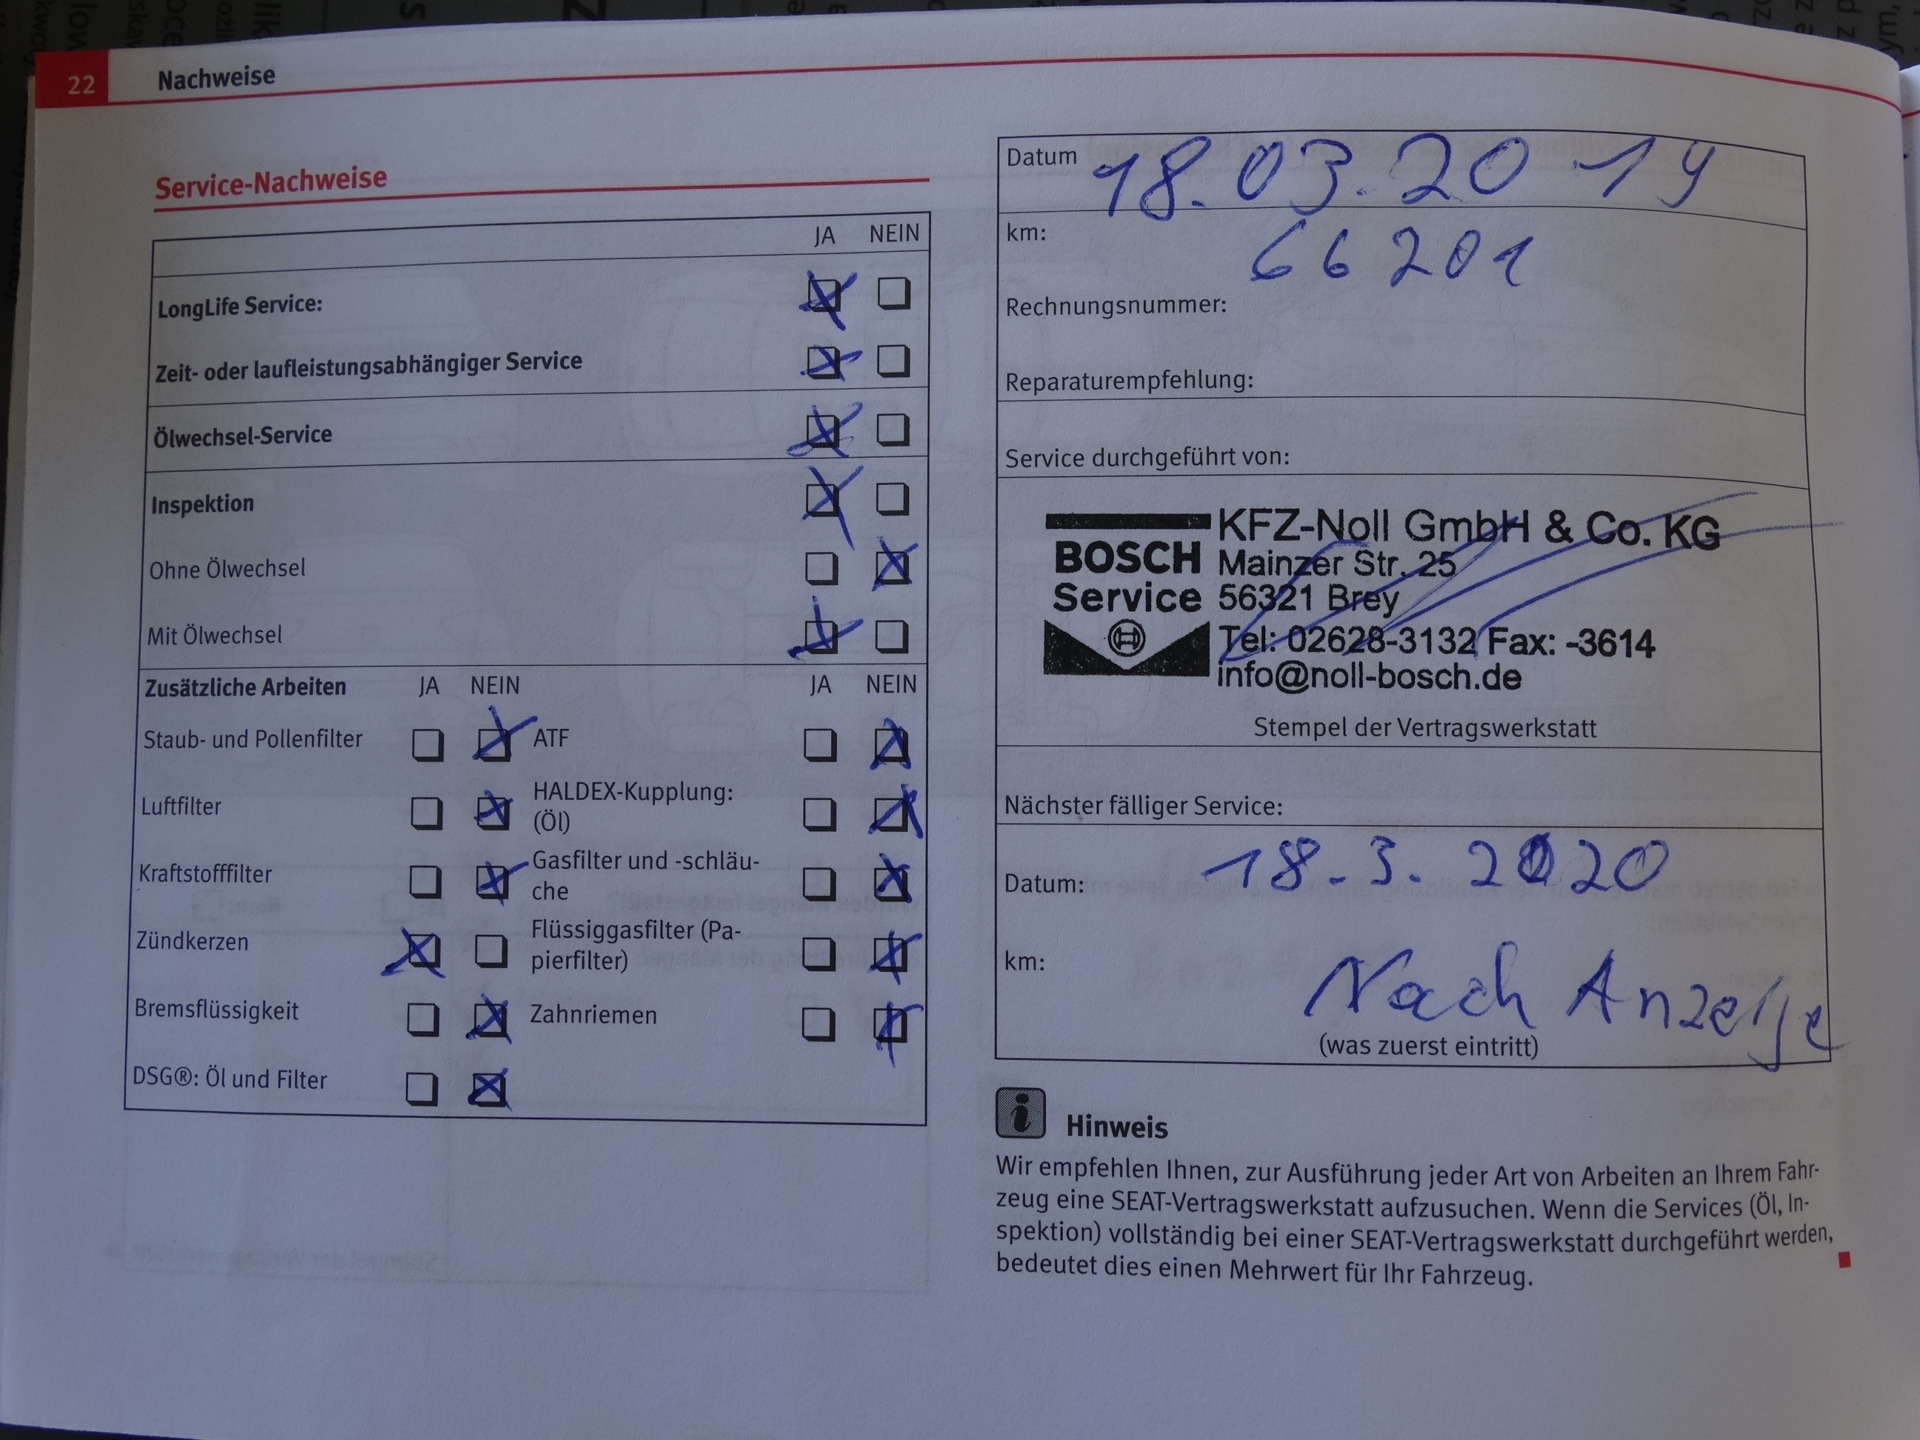 22 Nachweise
Service-Nachweise
JA NEIN
LongLife Service:
Zeit- oder laufleistungsabhängiger Service
Ölwechsel-Service
Inspektion
Ohne Ölwechsel
Mit Ölwechsel
Zusätzliche Arbeiten JA NEIN JA NEIN
Staub- und Pollenfilter ATF
Luftfilter HALDEX-Kupplung:
(Öl)
Kraftstofffilter Gasfilter und -schläu-
che
Zündkerzen Flüssiggasfilter (Pa-
pierfilter)
Bremsflüssigkeit Zahnriemen
DSG®: Öl und Filter
Datum 18.03.2019
km: 66201
Rechnungsnummer:
Reparaturempfehlung:
Service durchgeführt von:
BOSCH
Service
KFZ-Noll GmbH & Co. KG
Mainzer Str. 25
56321 Brey
Tel: 02628-3132 Fax: -3614
info@noll-bosch.de
Stempel der Vertragswerkstatt
Nächster fälliger Service:
Datum: 18.3.2020
km: Nach Anzeige
(was zuerst eintritt)
i Hinweis
Wir empfehlen Ihnen, zur Ausführung jeder Art von Arbeiten an Ihrem Fahr-
zeug eine SEAT-Vertragswerkstatt aufzusuchen. Wenn die Services (Öl, In-
spektion) vollständig bei einer SEAT-Vertragswerkstatt durchgeführt werden,
bedeutet dies einen Mehrwert für Ihr Fahrzeug.